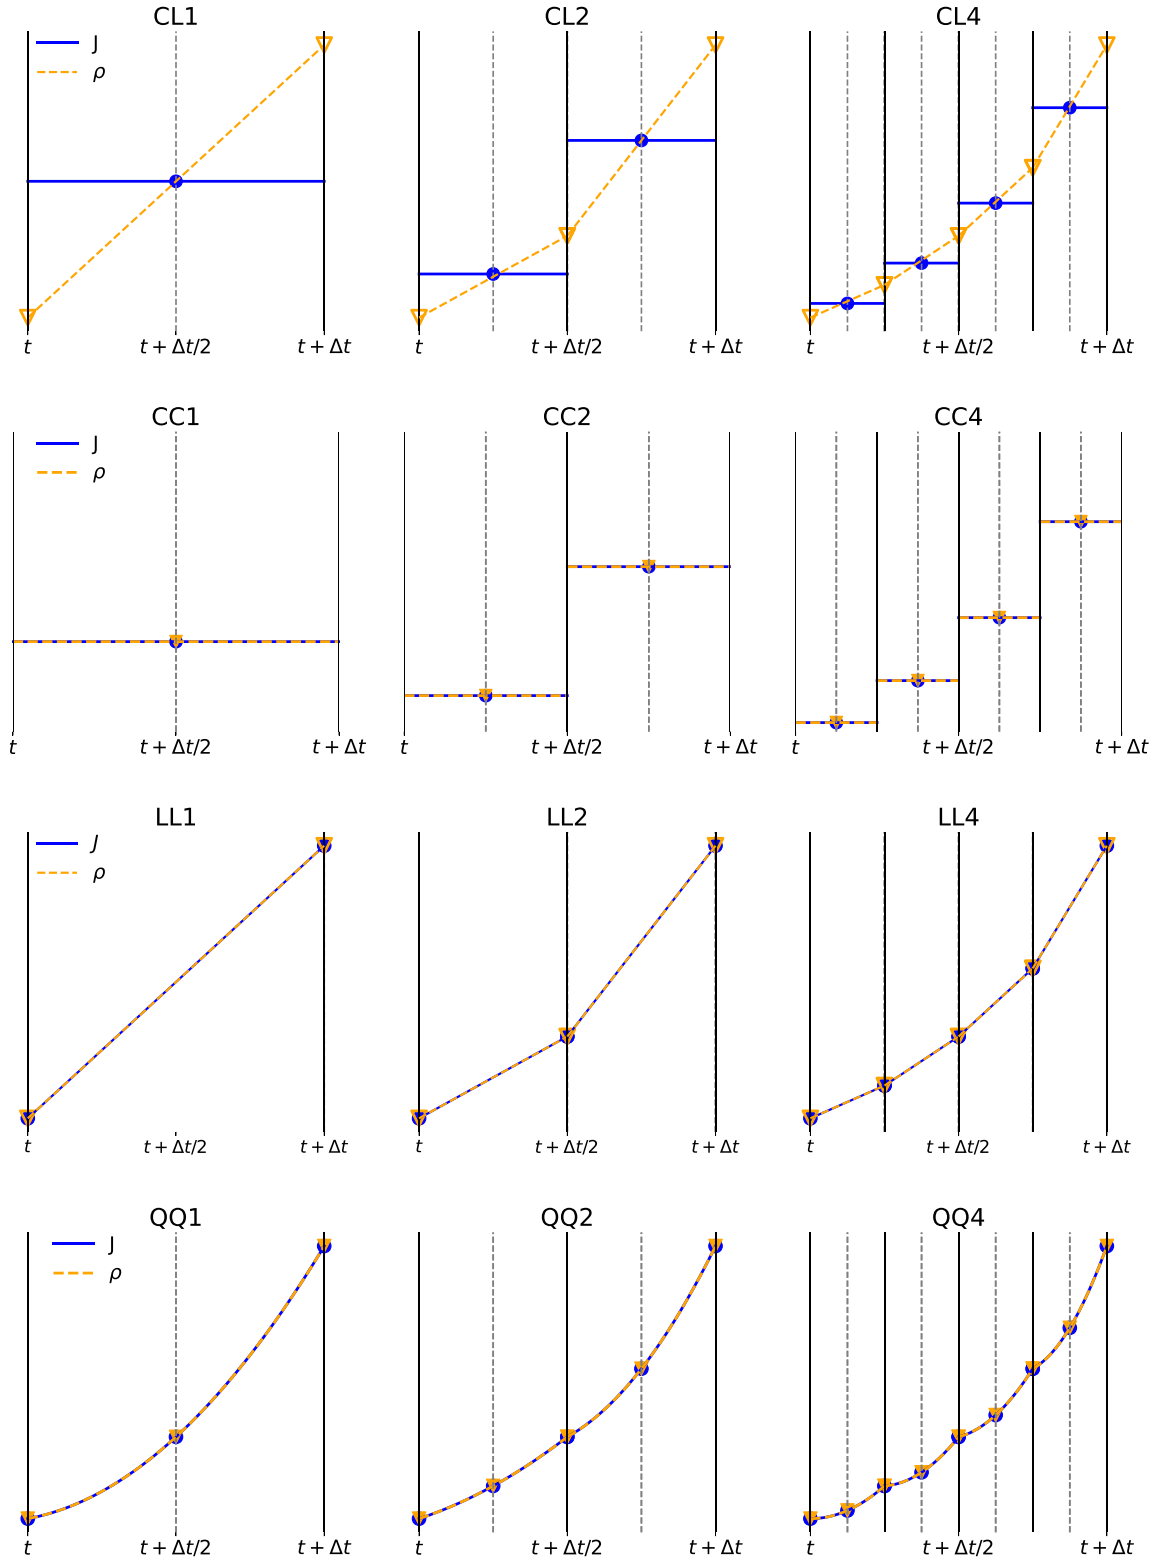 CL1 CL2 CL4
J
ρ
t t + Δt/2 t + Δt t t + Δt/2 t + Δt t t + Δt/2 t + Δt
CC1 CC2 CC4
J
ρ
t t + Δt/2 t + Δt t t + Δt/2 t + Δt t t + Δt/2 t + Δt
LL1 LL2 LL4
J
ρ
t t + Δt/2 t + Δt t t + Δt/2 t + Δt t t + Δt/2 t + Δt
QQ1 QQ2 QQ4
J
ρ
t t + Δt/2 t + Δt t t + Δt/2 t + Δt t t + Δt/2 t + Δt